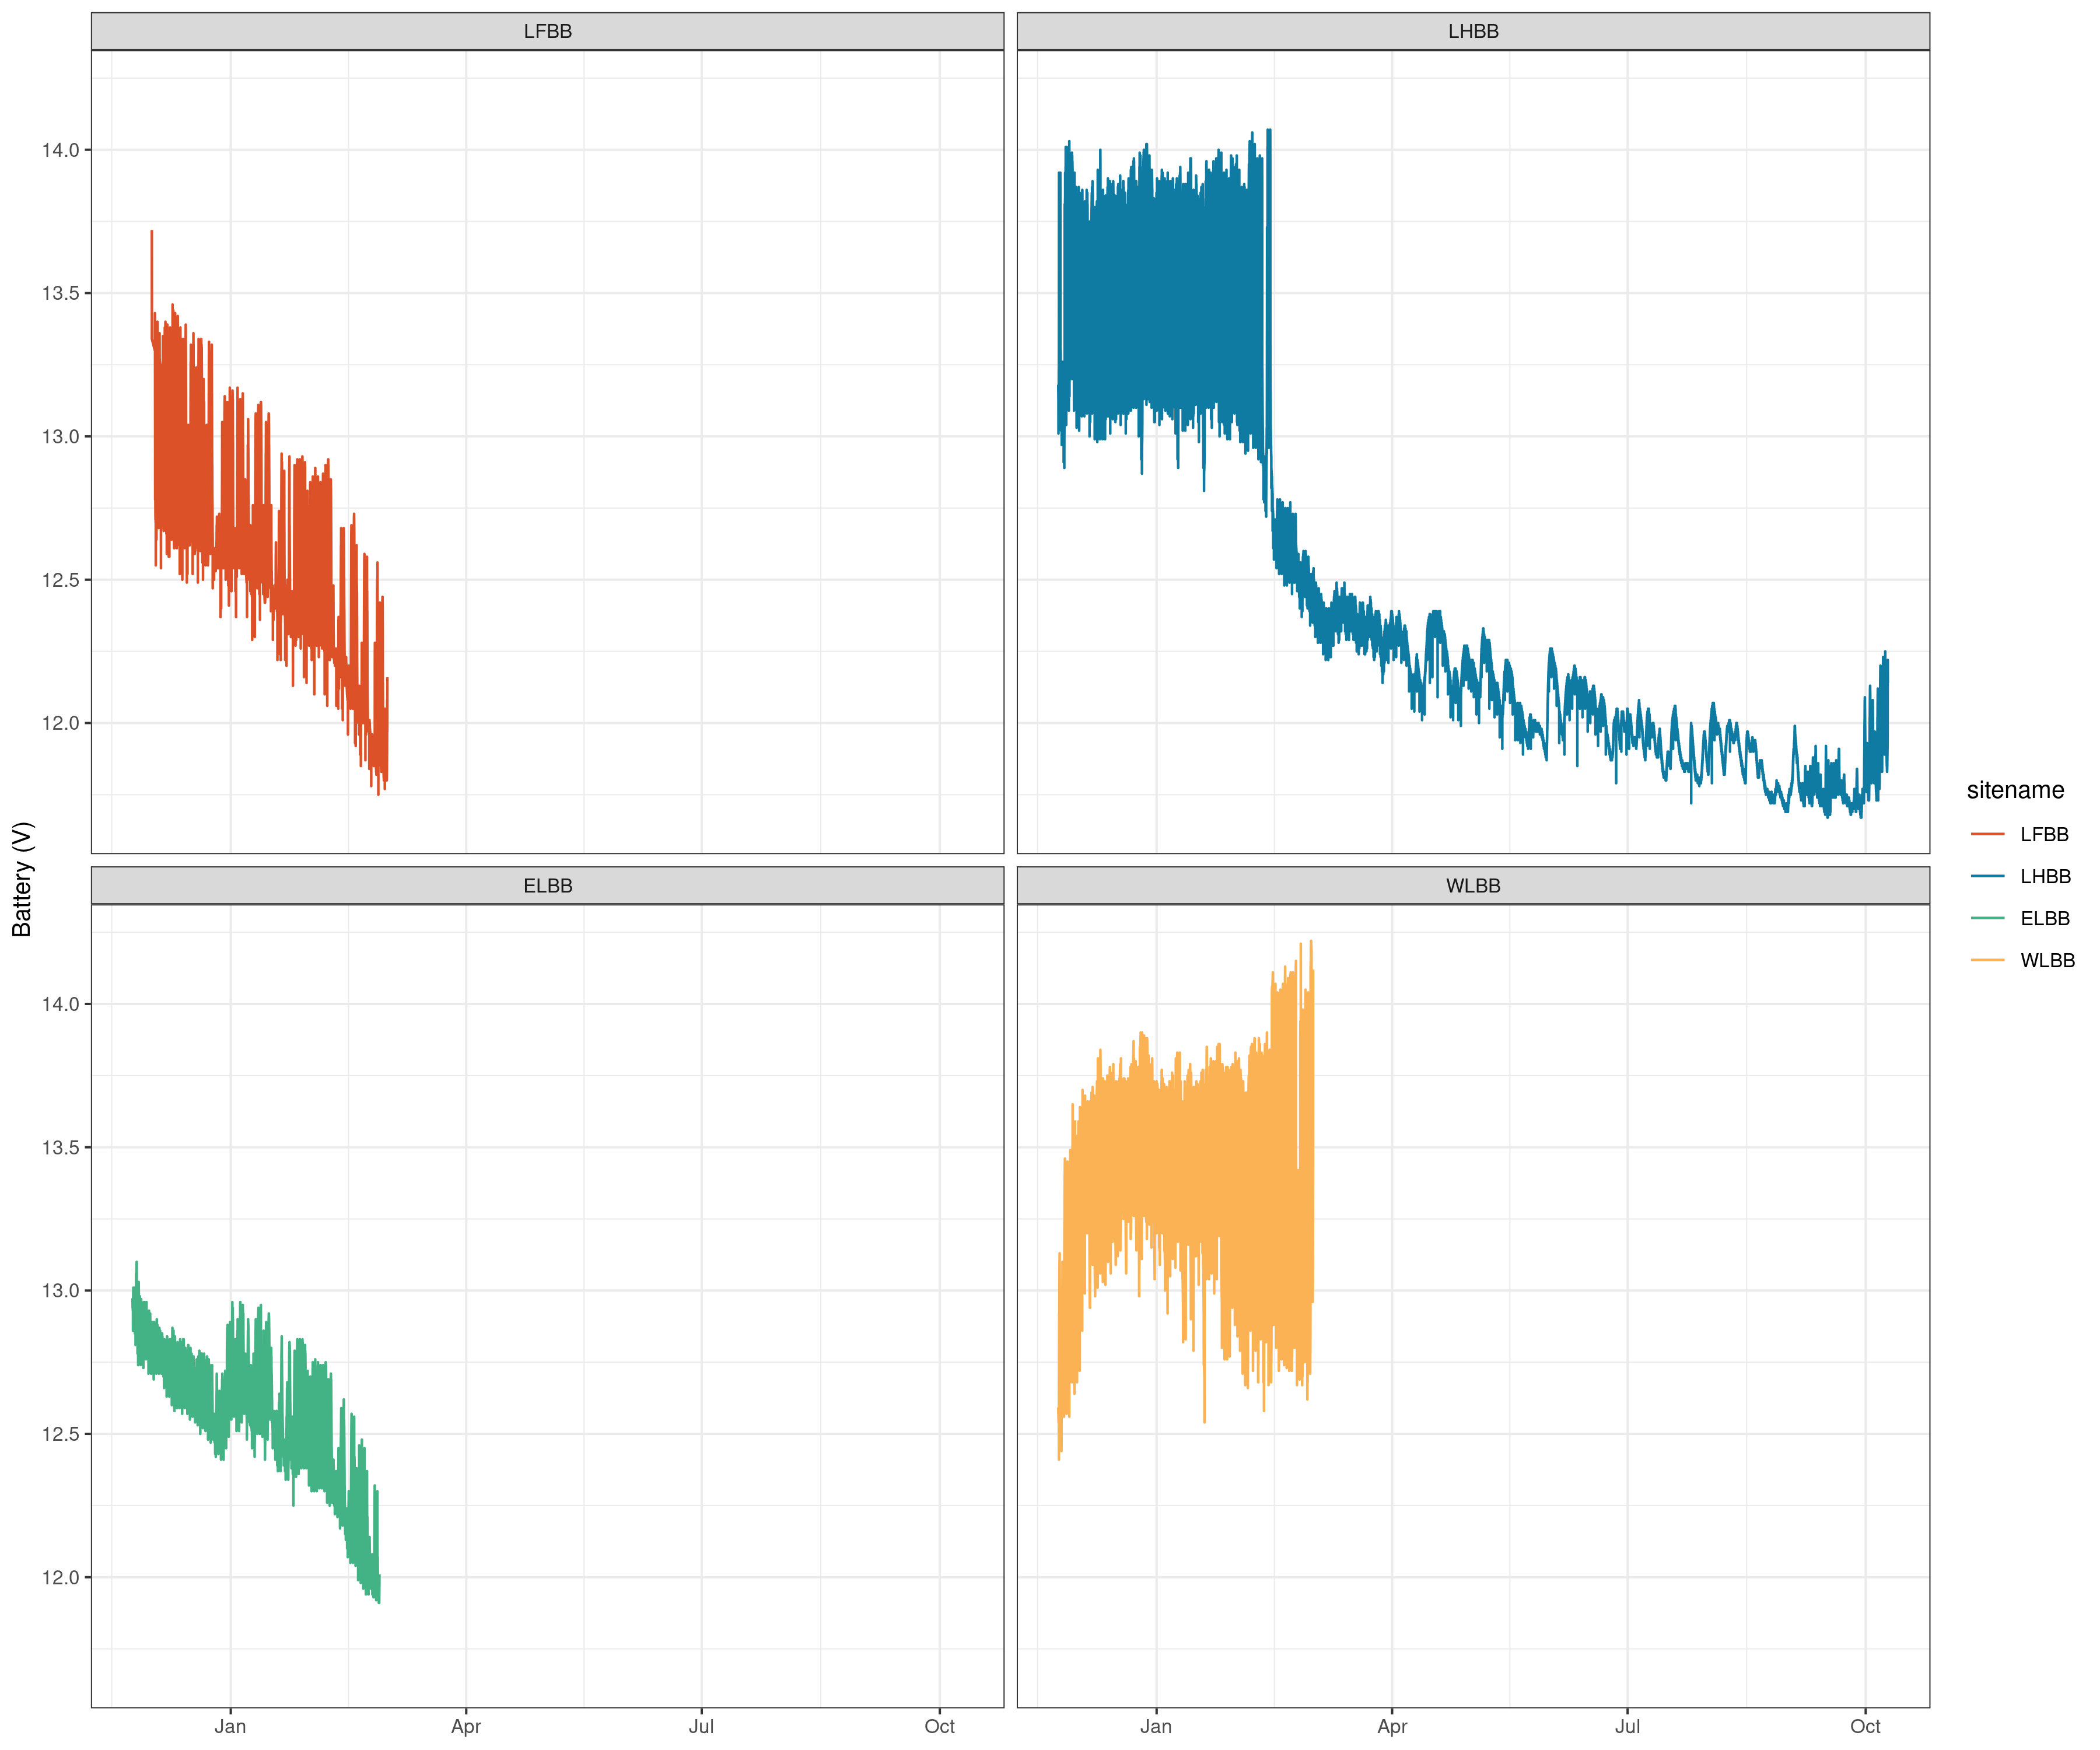 LFBB
LHBB
14.0
13.5
13.0
12.5
12.0
Battery (V)
ELBB
WLBB
14.0
13.5
13.0
12.5
12.0
Jan
Apr
Jul
Oct
Jan
Apr
Jul
Oct
sitename
LFBB
LHBB
ELBB
WLBB